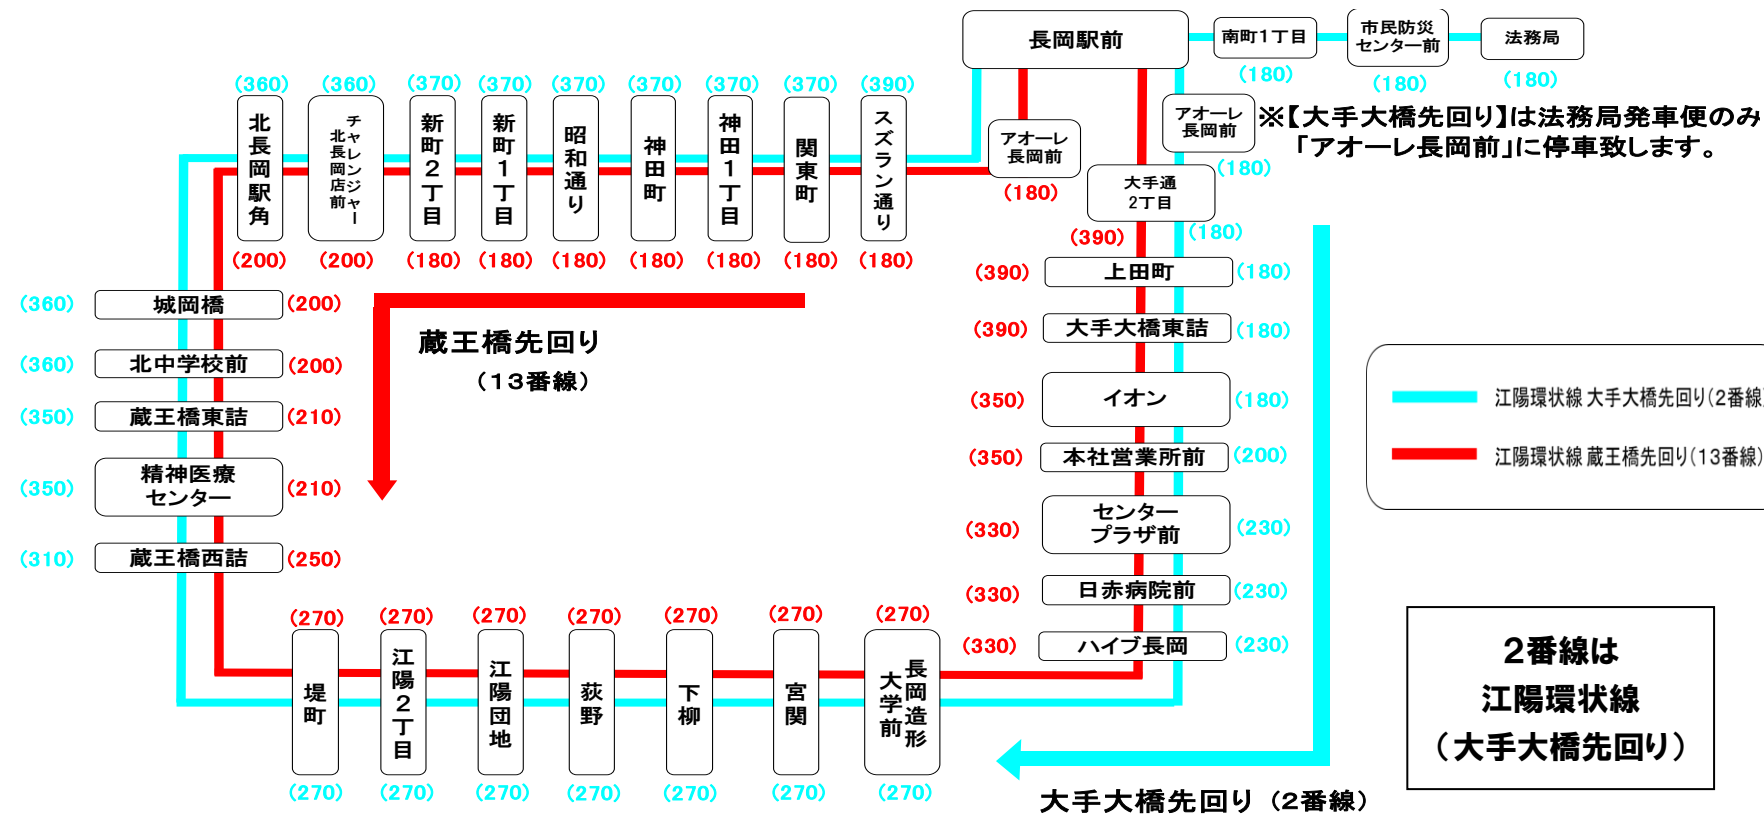 長岡駅前
南町1丁目
(180)
市民防災
センター前
(180)
法務局
(180)
アオーレ
長岡前
(180)
※【大手大橋先回り】は法務局発車便のみ
「アオーレ長岡前」に停車致します。
(360)
北長岡駅角
(200)
(360)
チャレンジャー
北長岡店前
(200)
(370)
新町2丁目
(180)
(370)
新町1丁目
(180)
(370)
昭和通り
(180)
(370)
神田町
(180)
(370)
神田1丁目
(180)
(370)
関東町
(180)
(390)
スズラン通り
(180)
アオーレ
長岡前
(180)
大手通
2丁目
(390)
(180)
(390)
上田町
(180)
(390)
大手大橋東詰
(180)
(350)
イオン
(180)
(350)
本社営業所前
(200)
(330)
センター
プラザ前
(230)
(330)
日赤病院前
(230)
(330)
ハイブ長岡
(230)
(360)
城岡橋
(200)
(360)
北中学校前
(200)
(350)
蔵王橋東詰
(210)
(350)
精神医療
センター
(210)
(310)
蔵王橋西詰
(250)
蔵王橋先回り
(13番線)
(270)
堤町
(270)
(270)
江陽2丁目
(270)
(270)
江陽団地
(270)
(270)
荻野
(270)
(270)
下柳
(270)
(270)
宮関
(270)
(270)
長岡造形
大学前
(270)
大手大橋先回り(2番線)
江陽環状線 大手大橋先回り(2番線
江陽環状線 蔵王橋先回り(13番線)
2番線は
江陽環状線
(大手大橋先回り)